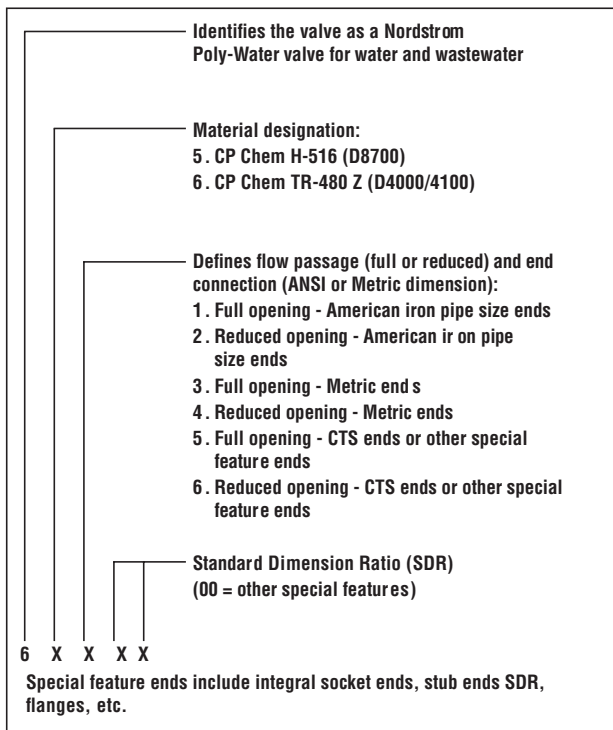 Identifies the valve as a Nordstrom
Poly-Water valve for water and wastewater
Material designation:
5 . CP Chem H-516 (D8700)
6 . CP Chem TR-480 Z (D4000/4100)
Defines flow passage (full or reduced) and end
connection (ANSI or Metric dimension):
1 . Full opening - American iron pipe size ends
2 . Reduced opening - American ir on pipe
size ends
3 . Full opening - Metric end s
4 . Reduced opening - Metric ends
5 . Full opening - CTS ends or other special
feature ends
6 . Reduced opening - CTS ends or other special
feature ends
Standard Dimension Ratio (SDR)
(00 = other special features)
6 X X X X
Special feature ends include integral socket ends, stub ends SDR,
flanges, etc.